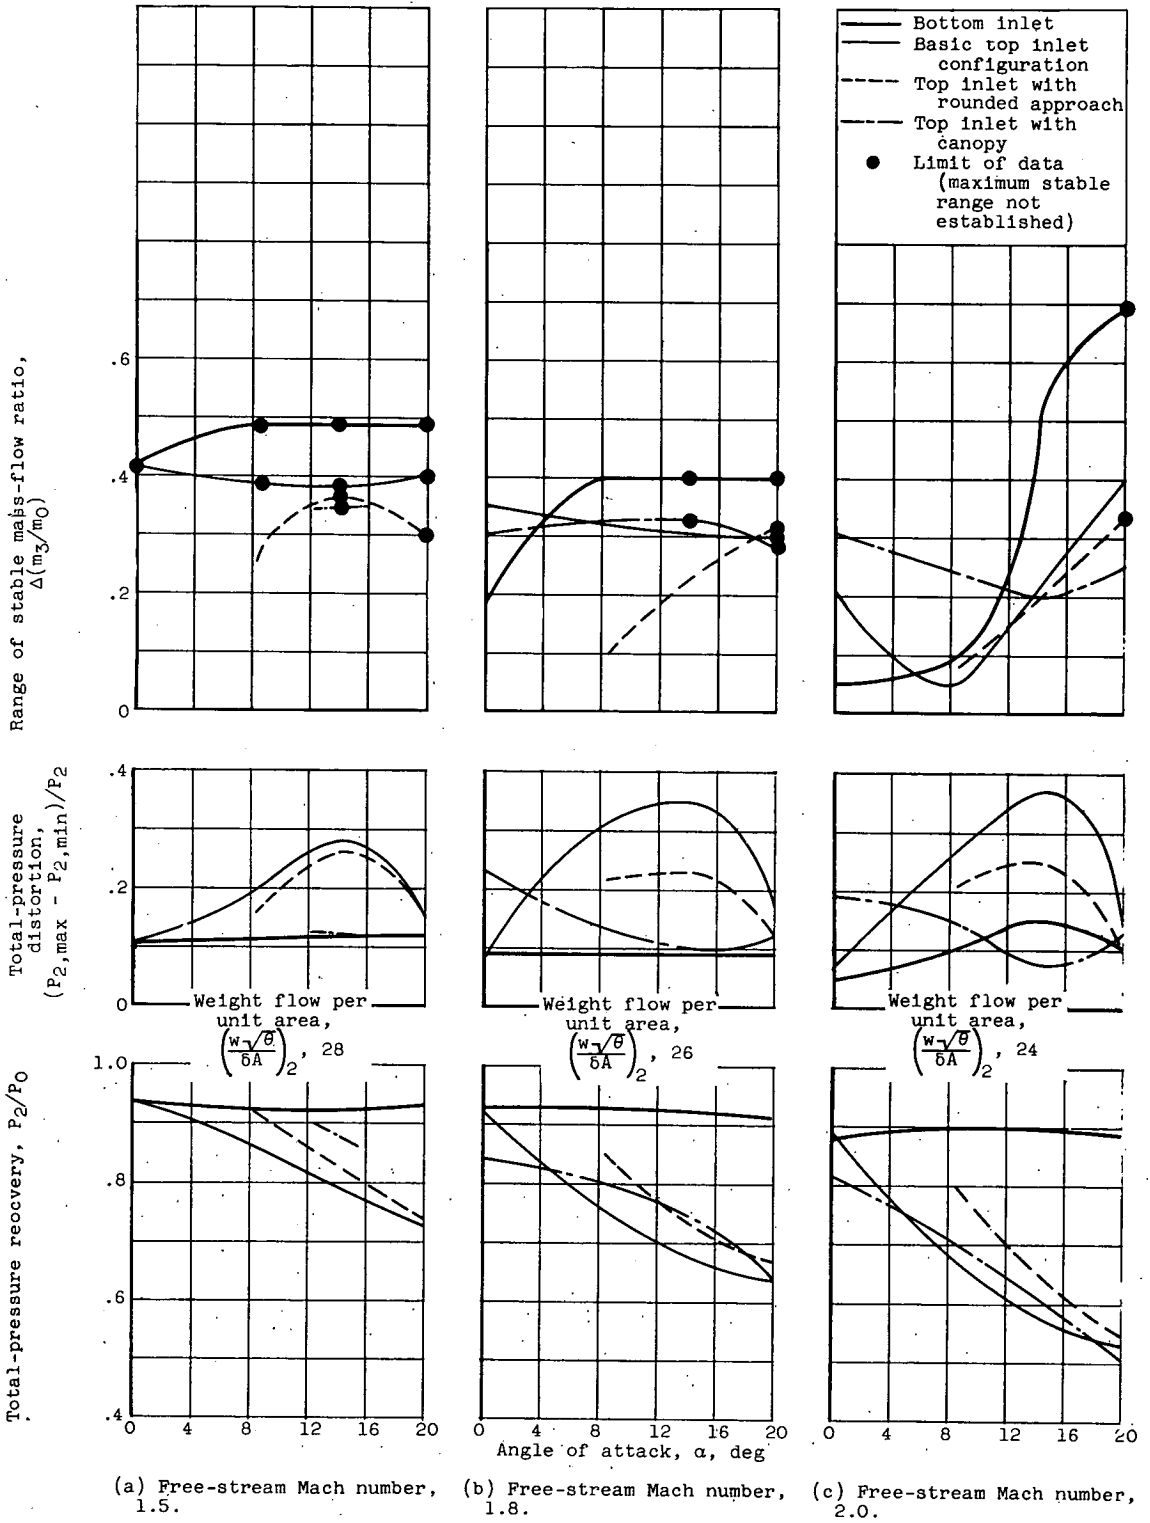 Bottom inlet
Basic top inlet
configuration
Top inlet with
rounded approach
Top inlet with
canopy
Limit of data
(maximum stable
range not
established)
Range of stable mass-flow ratio,
Δ(m3/m0)
.6
.4
.2
0
Total-pressure
distortion,
(P2,max - P2,min)/P2
.4
.2
0
Weight flow per
unit area,
(w√θ/δA)2, 28
Weight flow per
unit area,
(w√θ/δA)2, 26
Weight flow per
unit area,
(w√θ/δA)2, 24
Total-pressure reocvery, P2/P0
1.0
.8
.6
.4
0 4 8 12 16 20
0 4 8 12 16 20
0 4 8 12 16 20
Angle of attack, α, deg
(a) Free-stream Mach number,
1.5.
(b) Free-stream Mach number,
1.8.
(c) Free-stream Mach number,
2.0.